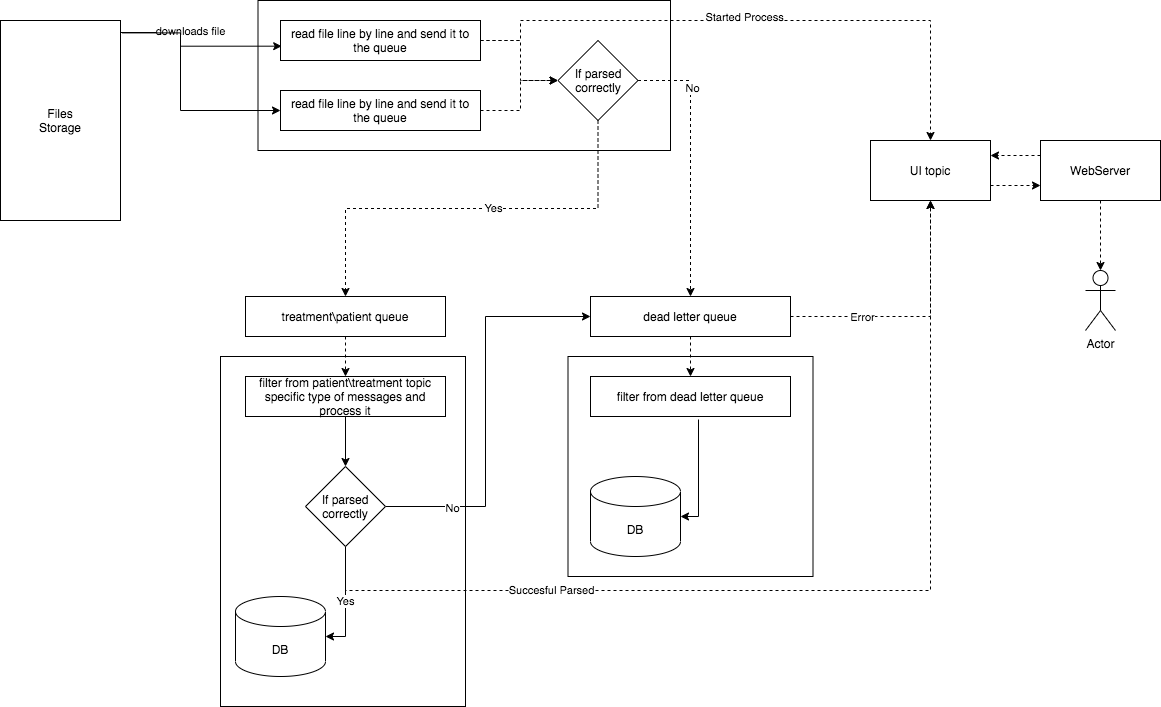 downloads file
Started Process
read file line by line and send it to
the queue
If parsed
correctly
No
read file line by line and send it to
the queue
Files
Storage
UI topic
WebServer
Yes
treatment\patient queue
dead letter queue
Error
Actor
filter from patient\treatment topic
specific type of messages and
process it
filter from dead letter queue
If parsed
correctly
No
DB
Succesful Parsed
Yes
DB